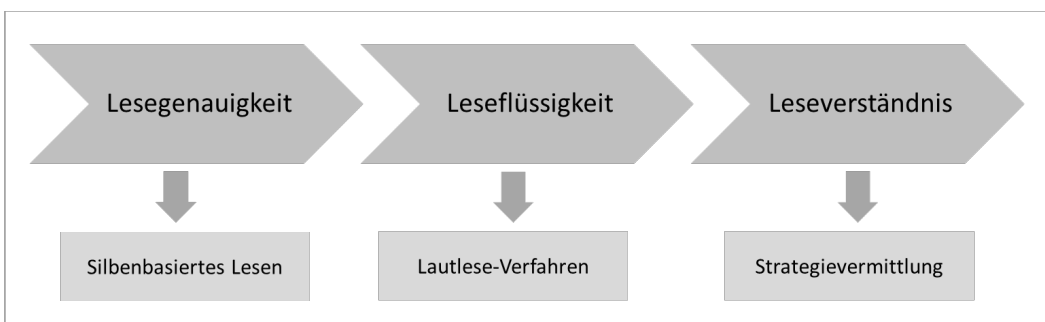 Lesegenauigkeit
Leseflüssigkeit
Leseverständnis
Silbenbasiertes Lesen
Lautlese-Verfahren
Strategievermittlung